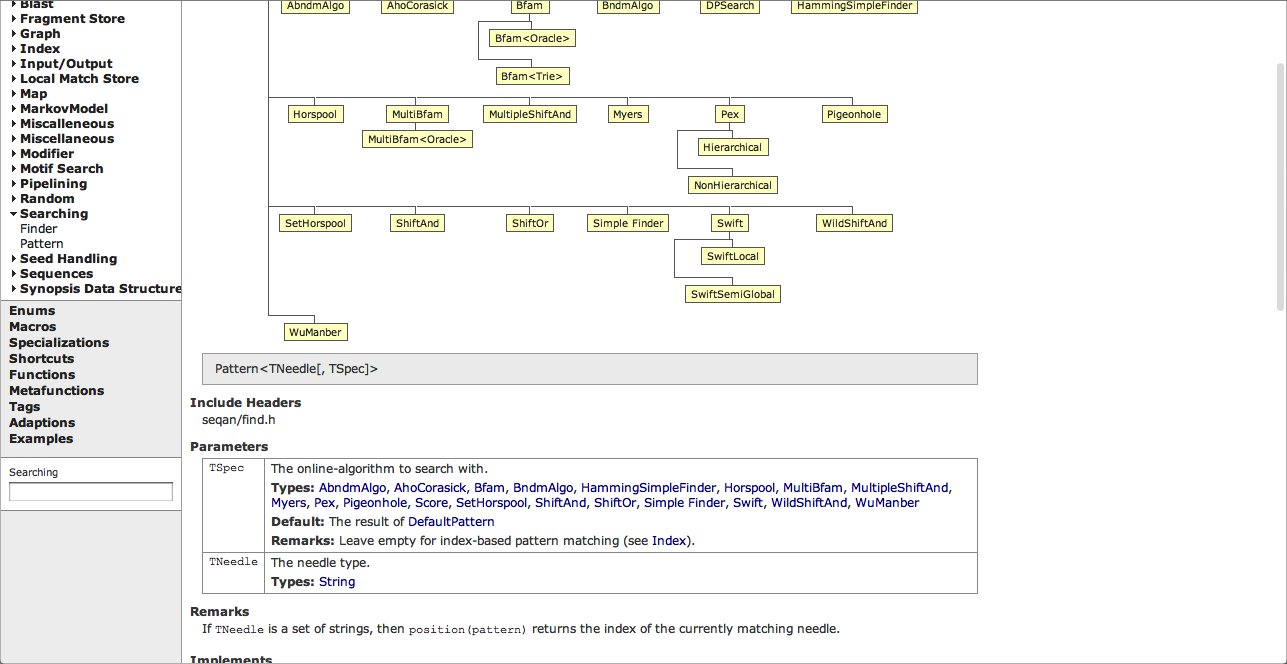 Blast
Fragment Store
Graph
Index
Input/Output
Local Match Store
Map
MarkovModel
Miscalleneous
Miscellaneous
Modifier
Motif Search
Pipelining
Random
Searching
Finder
Pattern
Seed Handling
Sequences
Synopsis Data Structure
Enums
Macros
Specializations
Shortcuts
Functions
Metafunctions
Tags
Adaptions
Examples
Searching
AbndmAlgo AhoCorasick Bfam BndmAlgo DPSearch HammingSimpleFinder
Bfam<Oracle>
Bfam<Trie>
Horspool MultiBfam MultipleShiftAnd Myers Pex Pigeonhole
MultiBfam<Oracle>
Hierarchical
NonHierarchical
SetHorspool ShiftAnd ShiftOr Simple Finder Swift WildShiftAnd
SwiftLocal
SwiftSemiGlobal
WuManber
Pattern<TNeedle[, TSpec]>
Include Headers
seqan/find.h
Parameters
TSpec The online-algorithm to search with.
Types: AbndmAlgo, AhoCorasick, Bfam, BndmAlgo, HammingSimpleFinder, Horspool, MultiBfam, MultipleShiftAnd,
Myers, Pex, Pigeonhole, Score, SetHorspool, ShiftAnd, ShiftOr, Simple Finder, Swift, WildShiftAnd, WuManber
Default: The result of DefaultPattern
Remarks: Leave empty for index-based pattern matching (see Index).
TNeedle The needle type.
Types: String
Remarks
If TNeedle is a set of strings, then position(pattern) returns the index of the currently matching needle.
Implements